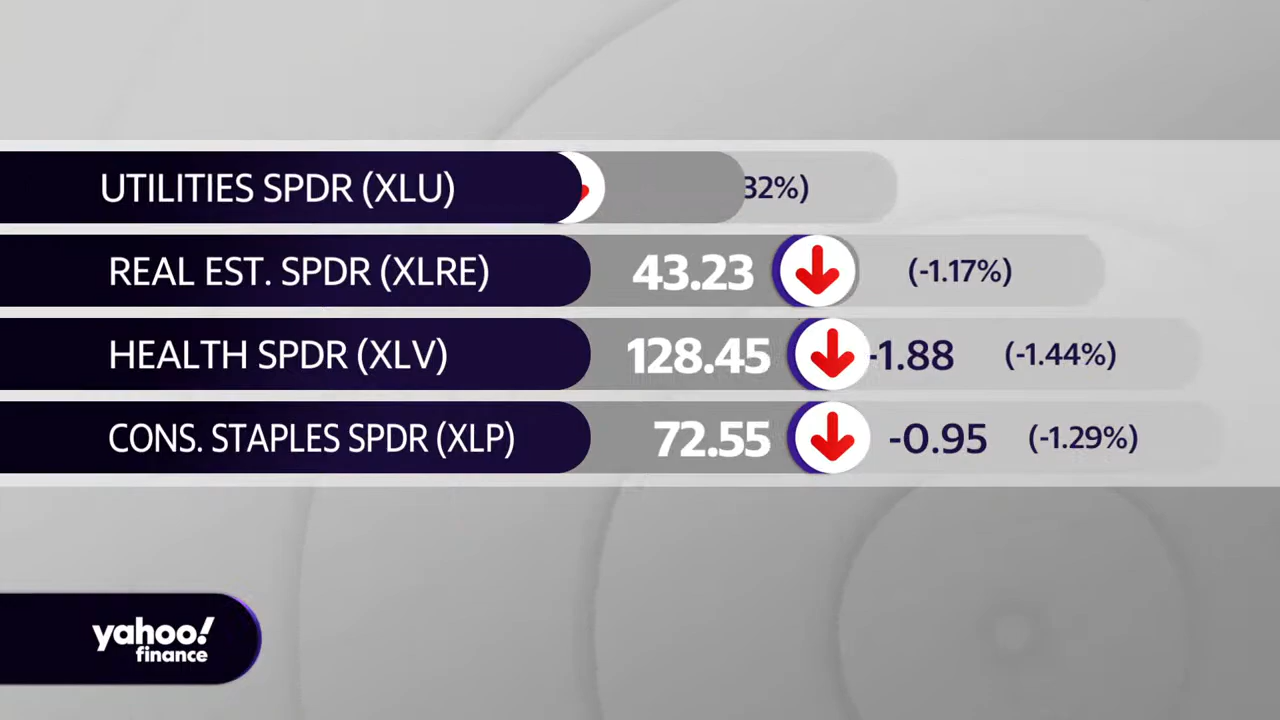 UTILITIES SPDR (XLU) 32%)
REAL EST. SPDR (XLRE) 43.23 (-1.17%)
HEALTH SPDR (XLV) 128.45 -1.88 (-1.44%)
CONS. STAPLES SPDR (XLP) 72.55 -0.95 (-1.29%)
yahoo!
finance